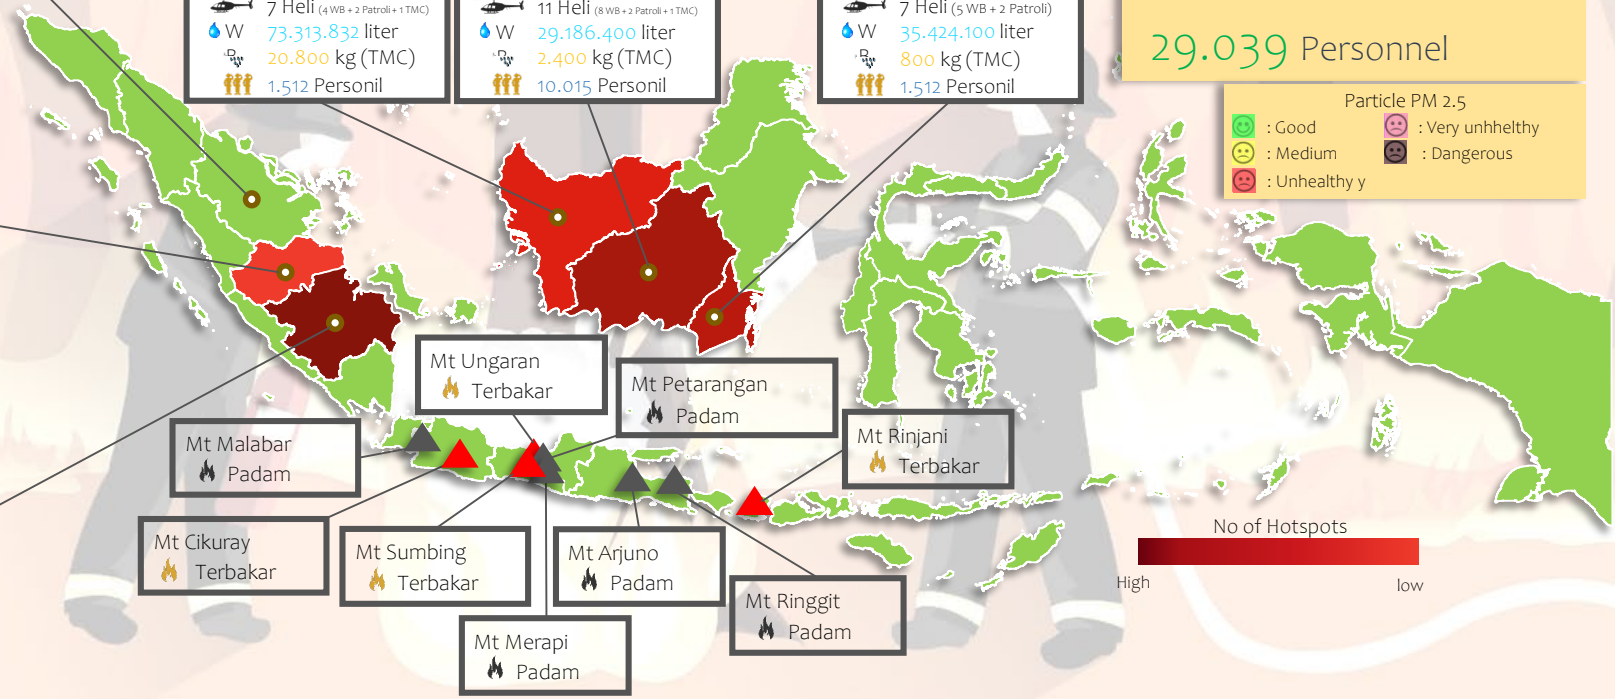 7 Heli (4 WB + 2 Patroli + 1 TMC)
W 73.313.832 liter
20.800 kg (TMC)
1.512 Personil
11 Heli (8 WB + 2 Patroli + 1 TMC)
W 29.186.400 liter
2.400 kg (TMC)
10.015 Personil
7 Heli (5 WB + 2 Patroli)
W 35.424.100 liter
800 kg (TMC)
1.512 Personil
29.039 Personnel
Particle PM 2.5
: Good
: Very unhhelthy
: Medium
: Dangerous
: Unhealthy y
Mt Ungaran
Terbakar
Mt Petarangan
Padam
Mt Rinjani
Terbakar
Mt Malabar
Padam
Mt Cikuray
Terbakar
Mt Sumbing
Terbakar
Mt Arjuno
Padam
Mt Ringgit
Padam
Mt Merapi
Padam
No of Hotspots
High
low